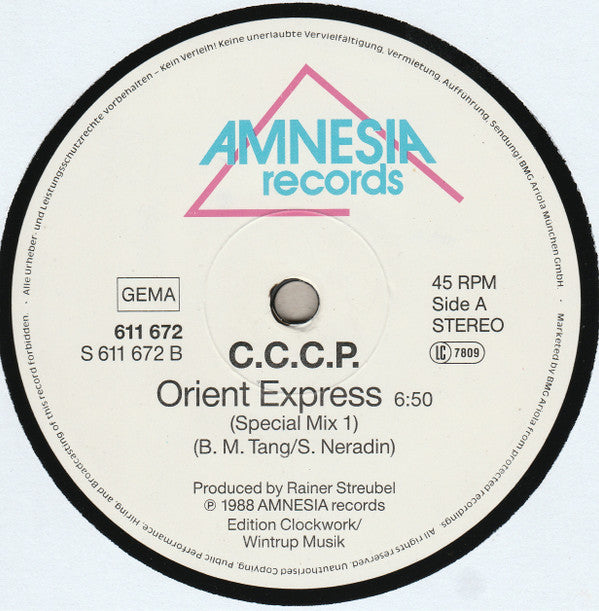 · Alle Urheber- und Leistungsschutzrechte vorbehalten – Kein Verleih! Keine unerlaubte Vervielfältigung, Vermietung, Aufführung, Sendung! BMG Ariola München GmbH ·
AMNESIA
records
GEMA
611 672
S 611 672 B
45 RPM
Side A
STEREO
LC 7809
C.C.C.P.
Orient Express 6:50
(Special Mix 1)
(B. M. Tang/S. Neradin)
Produced by Rainer Streubel
℗ 1988 AMNESIA records
Edition Clockwork/
Wintrup Musik
Marketed by BMG Ariola from protected recordings. All rights reserved. Unauthorised Copying, Public Performance, Hiring and Broadcasting of this record forbidden